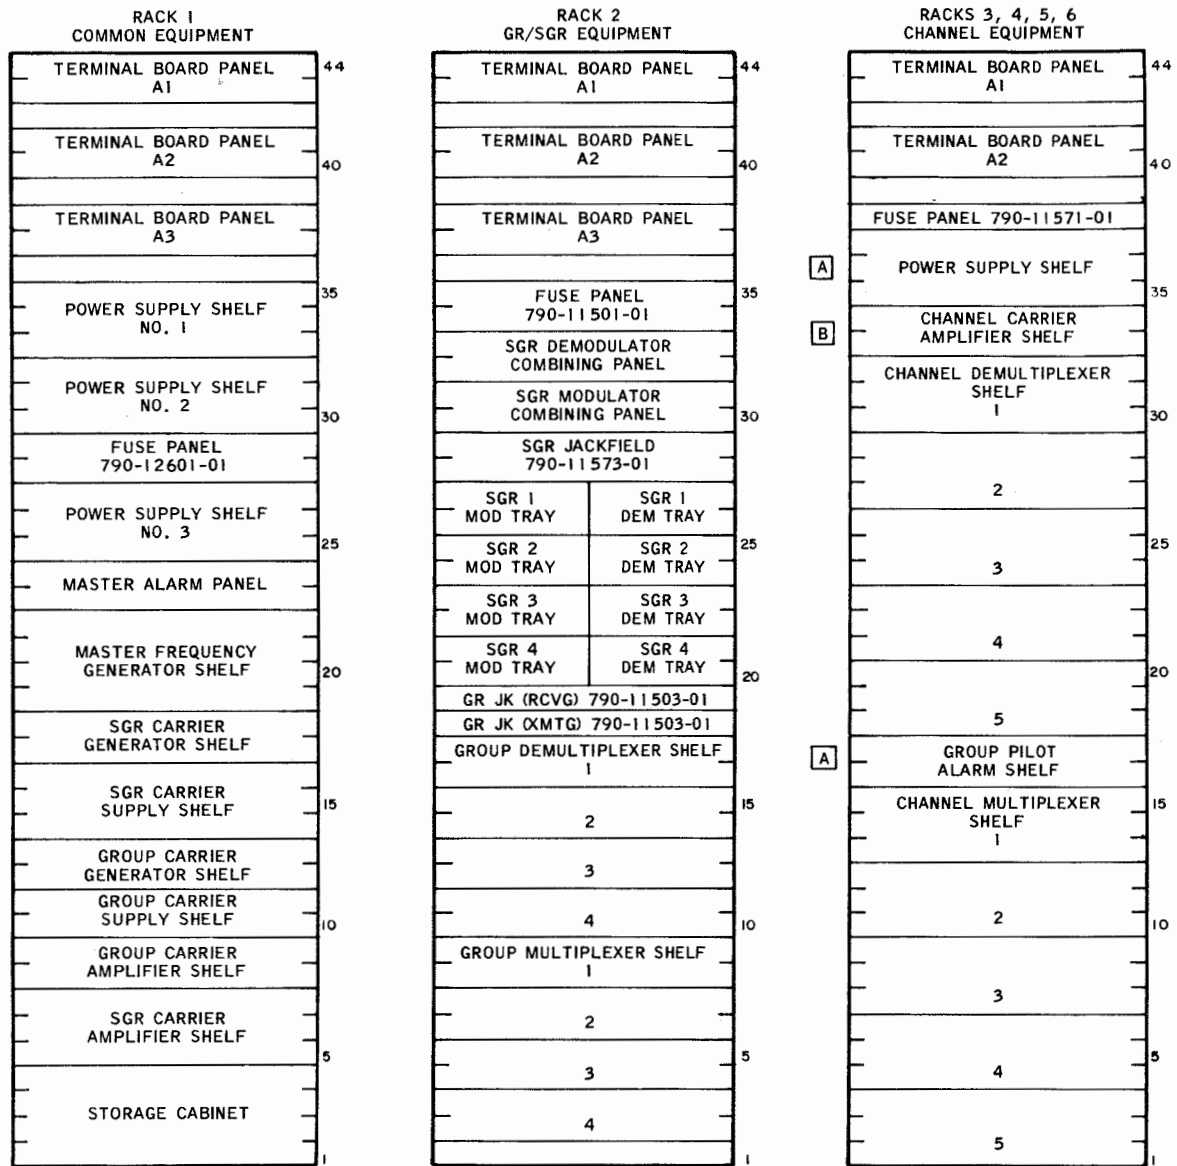 RACK 1
COMMON EQUIPMENT
TERMINAL BOARD PANEL
A1
44
TERMINAL BOARD PANEL
A2
40
TERMINAL BOARD PANEL
A3
POWER SUPPLY SHELF
NO. 1
35
POWER SUPPLY SHELF
NO. 2
30
FUSE PANEL
790-12601-01
POWER SUPPLY SHELF
NO. 3
25
MASTER ALARM PANEL
MASTER FREQUENCY
GENERATOR SHELF
20
SGR CARRIER
GENERATOR SHELF
SGR CARRIER
SUPPLY SHELF
15
GROUP CARRIER
GENERATOR SHELF
GROUP CARRIER
SUPPLY SHELF
10
GROUP CARRIER
AMPLIFIER SHELF
SGR CARRIER
AMPLIFIER SHELF
5
STORAGE CABINET
1
RACK 2
GR/SGR EQUIPMENT
TERMINAL BOARD PANEL
A1
44
TERMINAL BOARD PANEL
A2
40
TERMINAL BOARD PANEL
A3
FUSE PANEL
790-11501-01
35
SGR DEMODULATOR
COMBINING PANEL
SGR MODULATOR
COMBINING PANEL
30
SGR JACKFIELD
790-11573-01
SGR 1
MOD TRAY
SGR 1
DEM TRAY
SGR 2
MOD TRAY
SGR 2
DEM TRAY
25
SGR 3
MOD TRAY
SGR 3
DEM TRAY
SGR 4
MOD TRAY
SGR 4
DEM TRAY
20
GR JK (RCVG) 790-11503-01
GR JK (XMTG) 790-11503-01
GROUP DEMULTIPLEXER SHELF
1
2
15
3
4
10
GROUP MULTIPLEXER SHELF
1
2
3
5
4
1
RACKS 3, 4, 5, 6
CHANNEL EQUIPMENT
TERMINAL BOARD PANEL
A1
44
TERMINAL BOARD PANEL
A2
40
FUSE PANEL 790-11571-01
A
POWER SUPPLY SHELF
35
B
CHANNEL CARRIER
AMPLIFIER SHELF
CHANNEL DEMULTIPLEXER
SHELF
1
30
2
3
25
4
20
5
A
GROUP PILOT
ALARM SHELF
CHANNEL MULTIPLEXER
SHELF
1
15
2
10
3
4
5
5
1